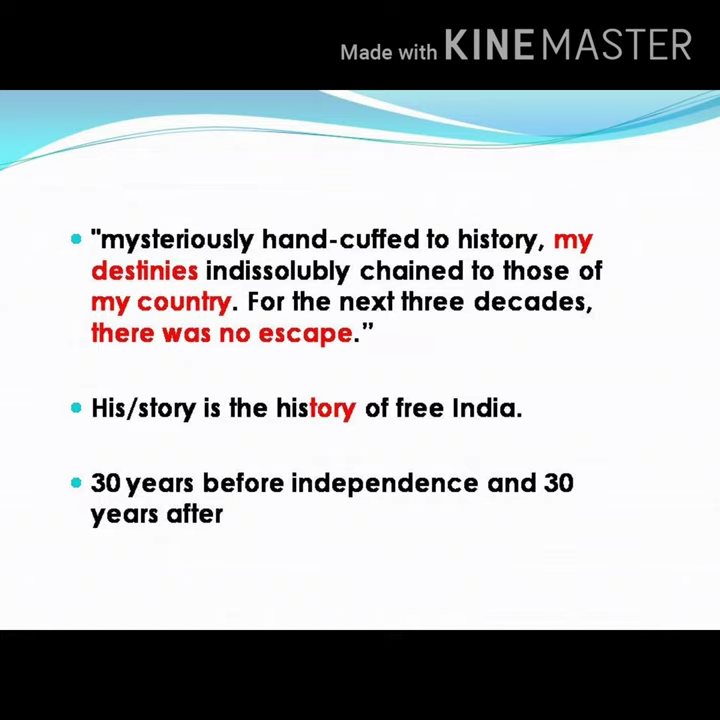 Made with KINEMASTER
"mysteriously hand-cuffed to history, my
destinies indissolubly chained to those of
my country. For the next three decades,
there was no escape.”
His/story is the history of free India.
30 years before independence and 30
years after